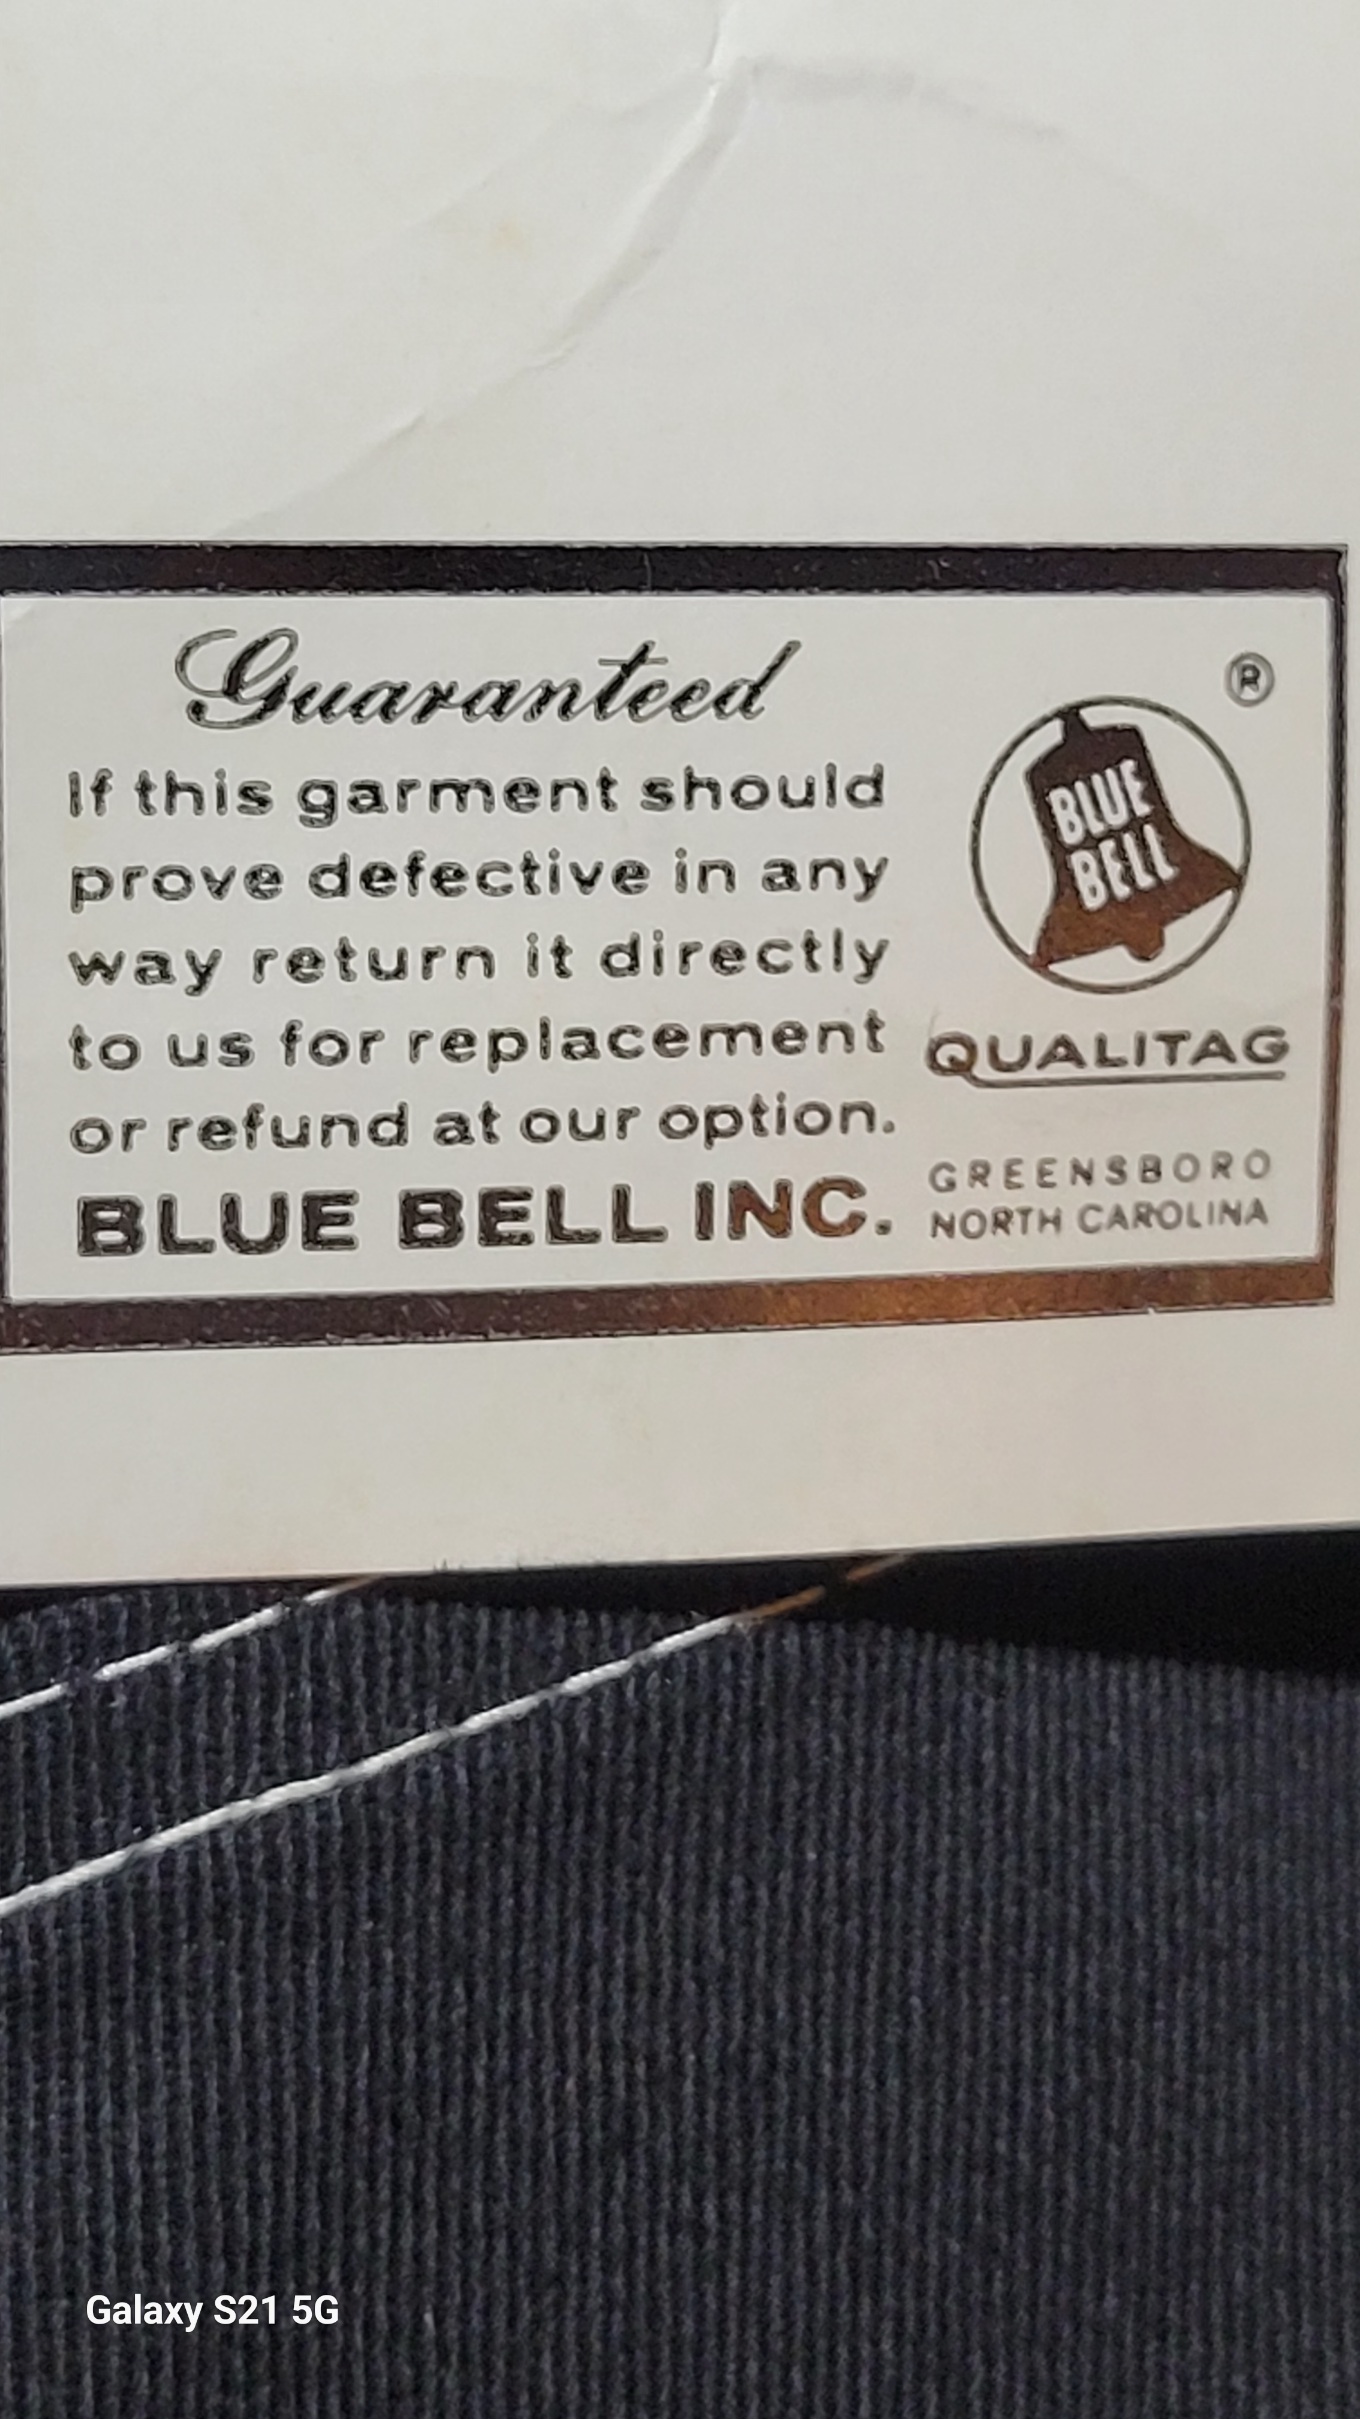 Guaranteed
If this garment should
prove defective in any
way return it directly
to us for replacement
or refund at our option.
BLUE BELL INC.
®
BLUE
BELL
QUALITAG
GREENSBORO
NORTH CAROLINA
Galaxy S21 5G